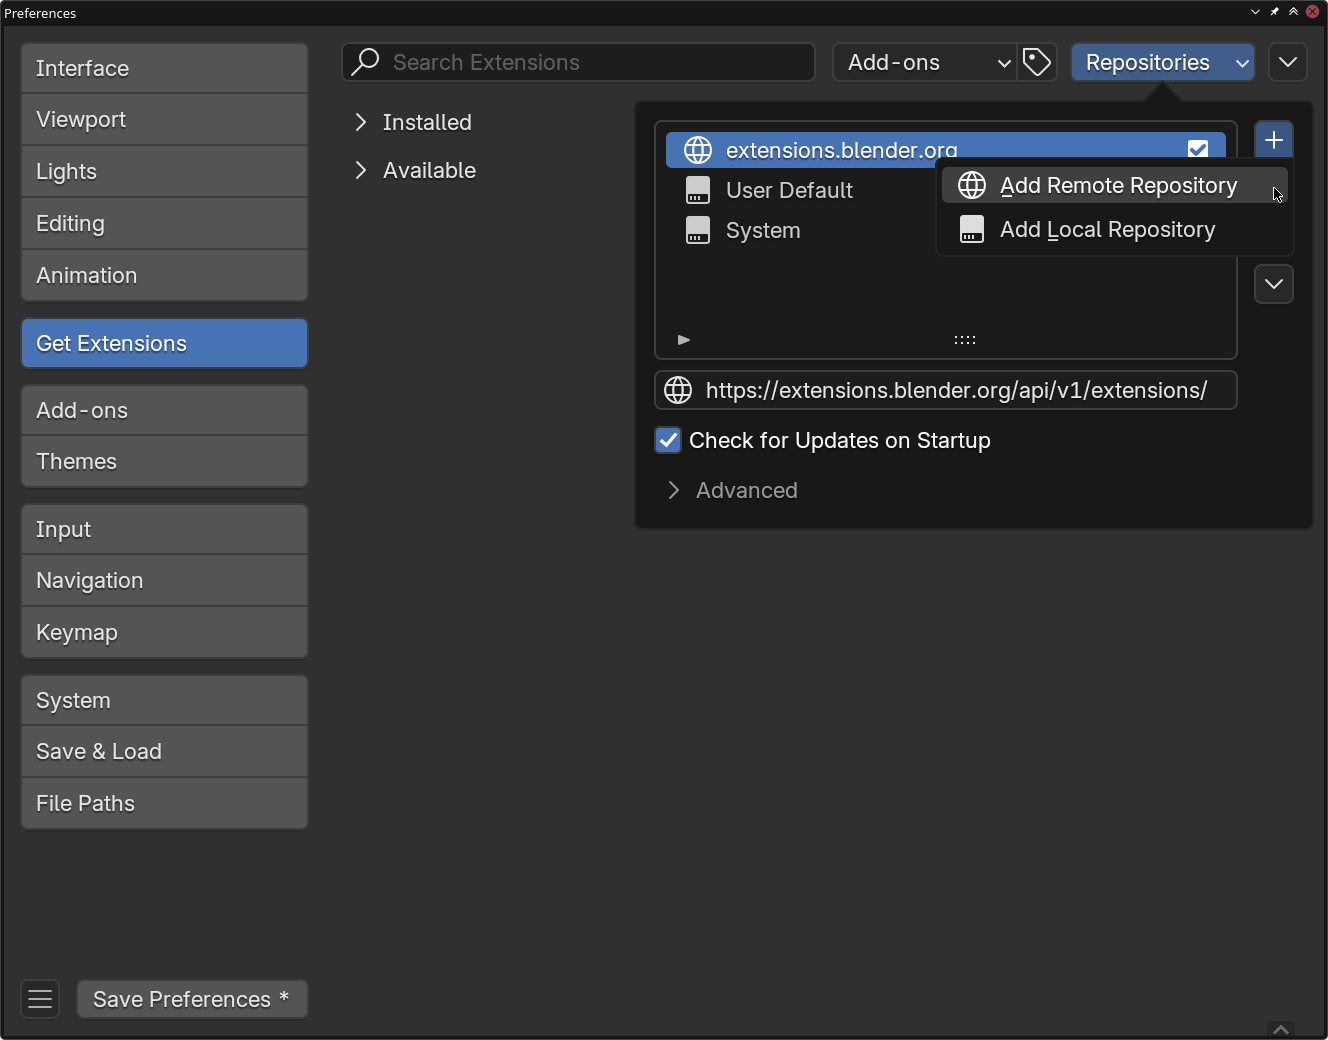 Preferences
Interface
Viewport
Lights
Editing
Animation
Get Extensions
Add-ons
Themes
Input
Navigation
Keymap
System
Save & Load
File Paths
Save Preferences *
Search Extensions
Add-ons
Repositories
Installed
Available
extensions.blender.org
User Default
System
Add Remote Repository
Add Local Repository
https://extensions.blender.org/api/v1/extensions/
Check for Updates on Startup
Advanced